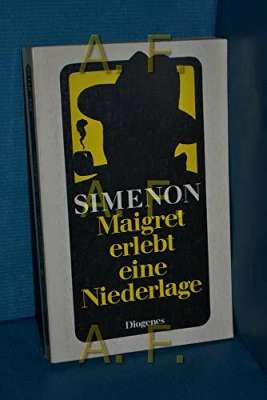 A. F.
SIMENON
Maigret
erlebt
eine
Niederlage
A. F.
Diogenes
A. F.